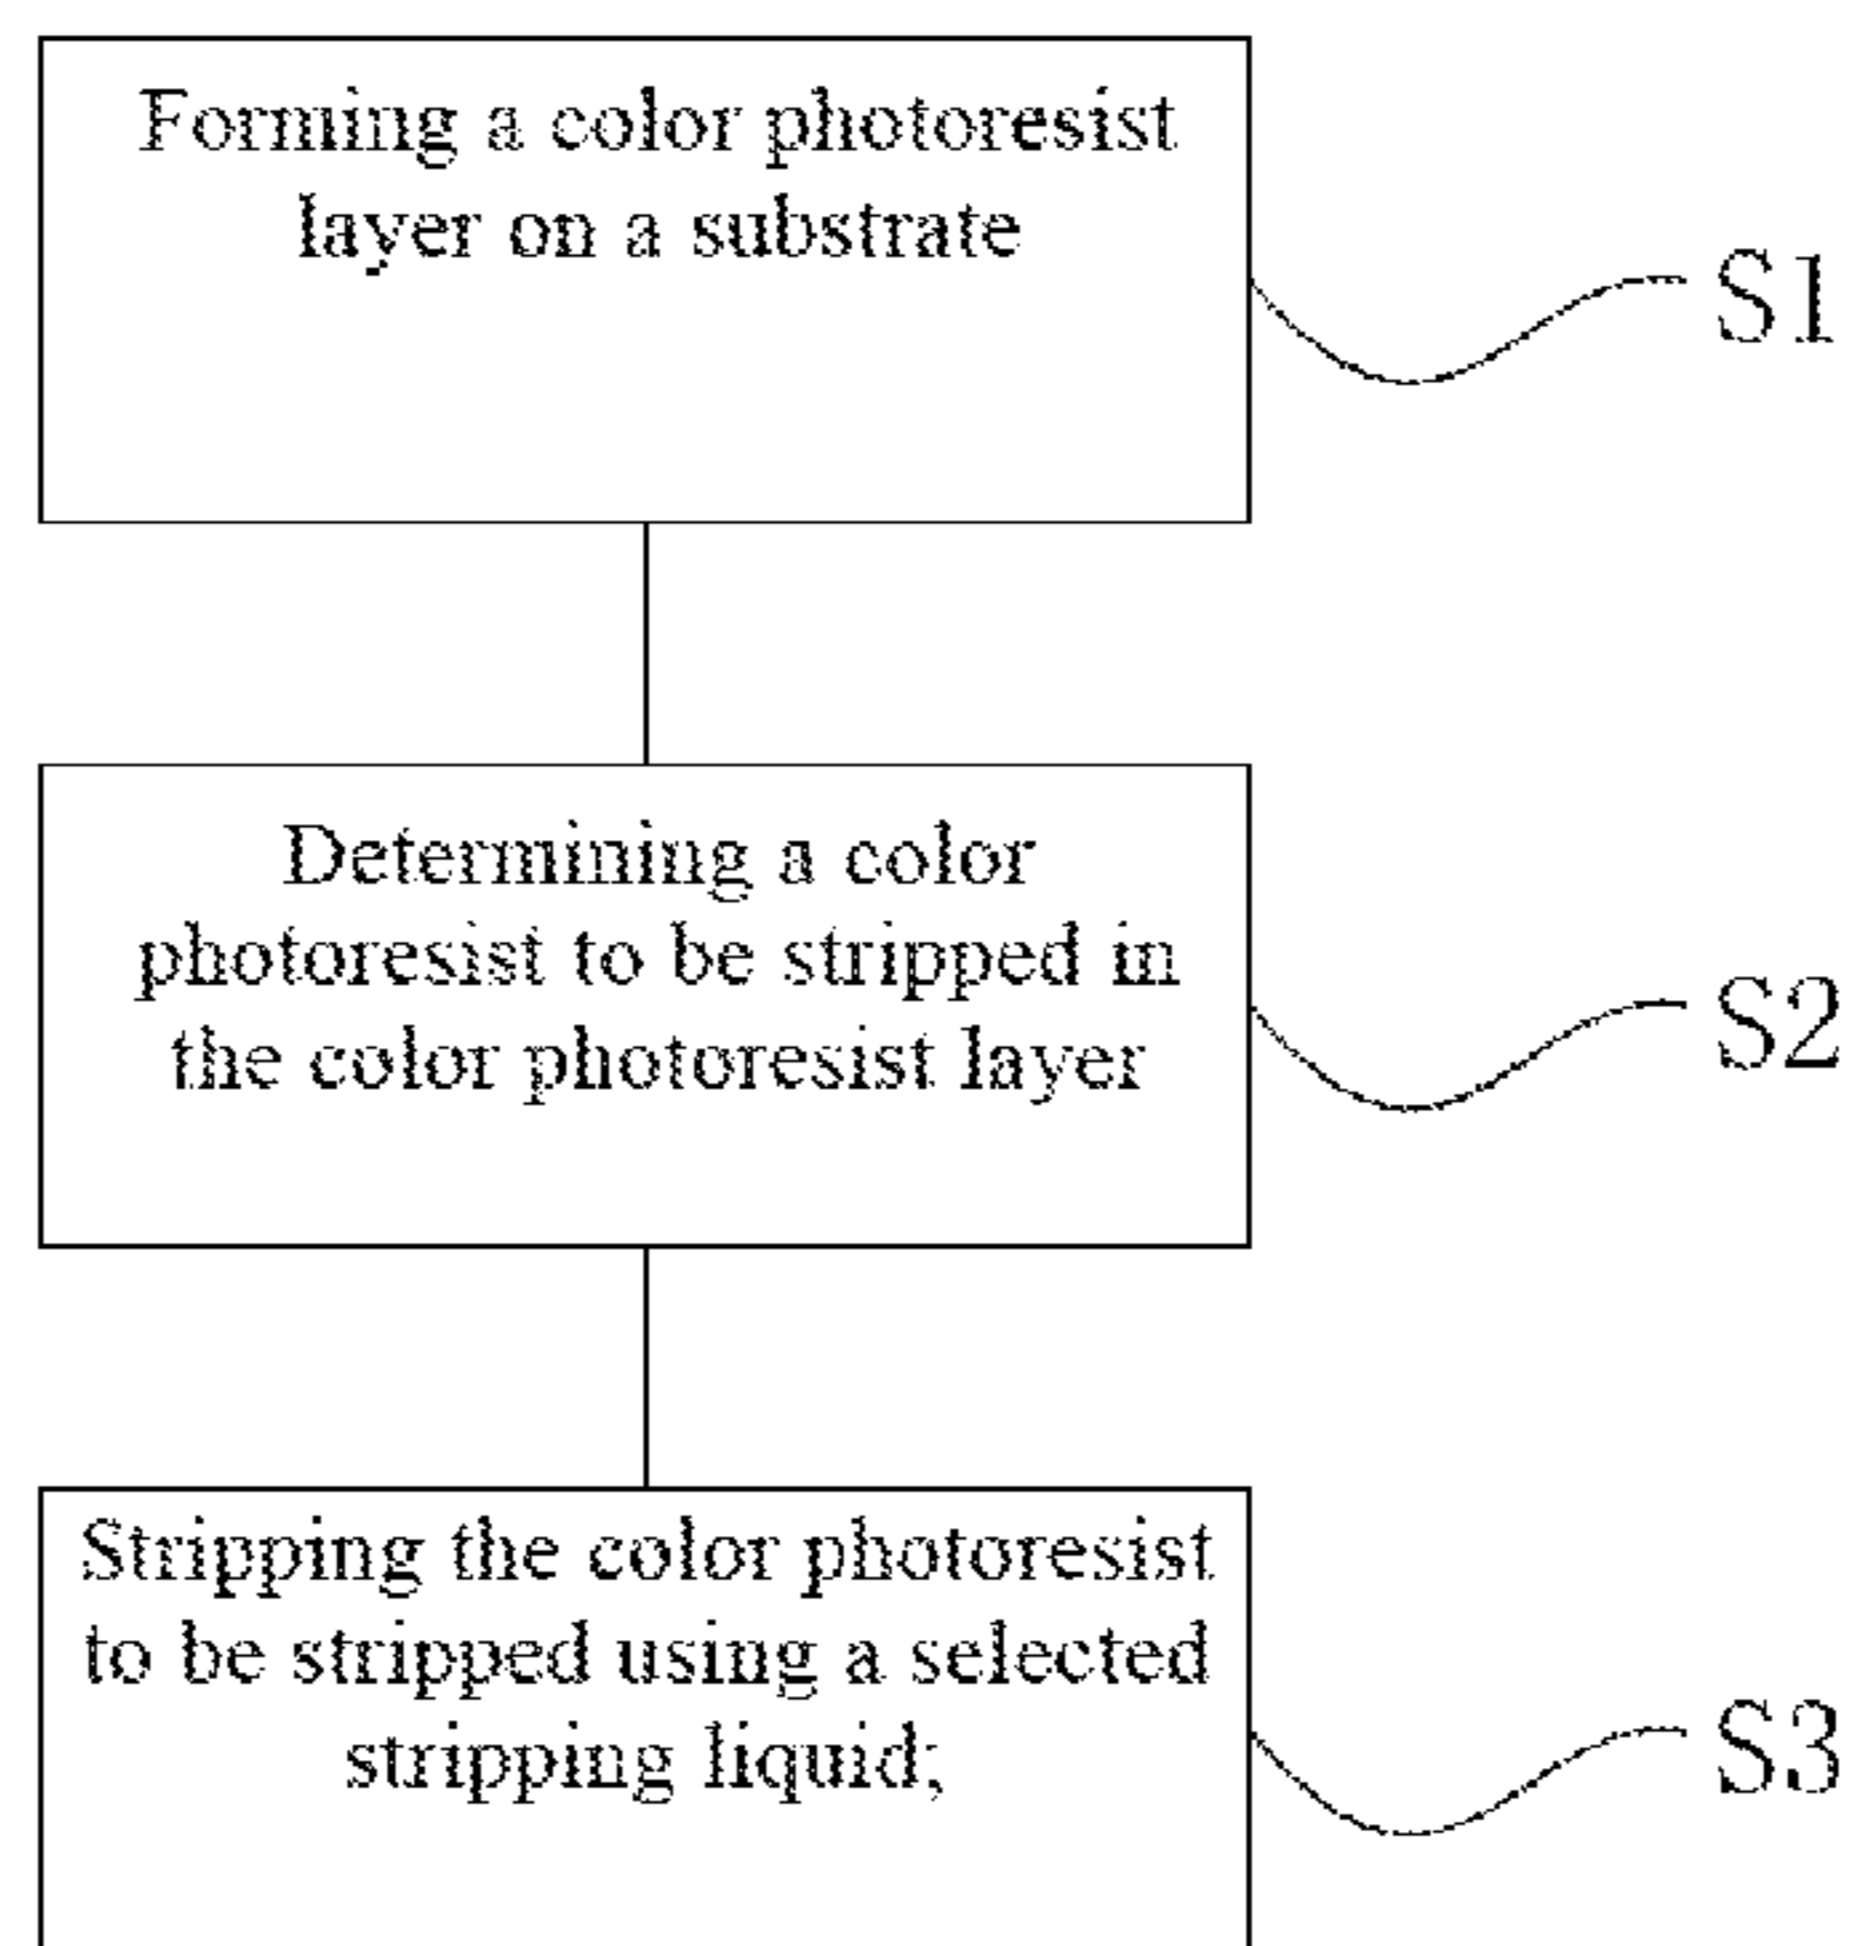 Forming a color photoresist
layer on a substrate
S1
Determining a color
photoresist to be stripped in
the color photoresist layer
S2
Stripping the color photoresist
to be stripped using a selected
stripping liquid;
S3